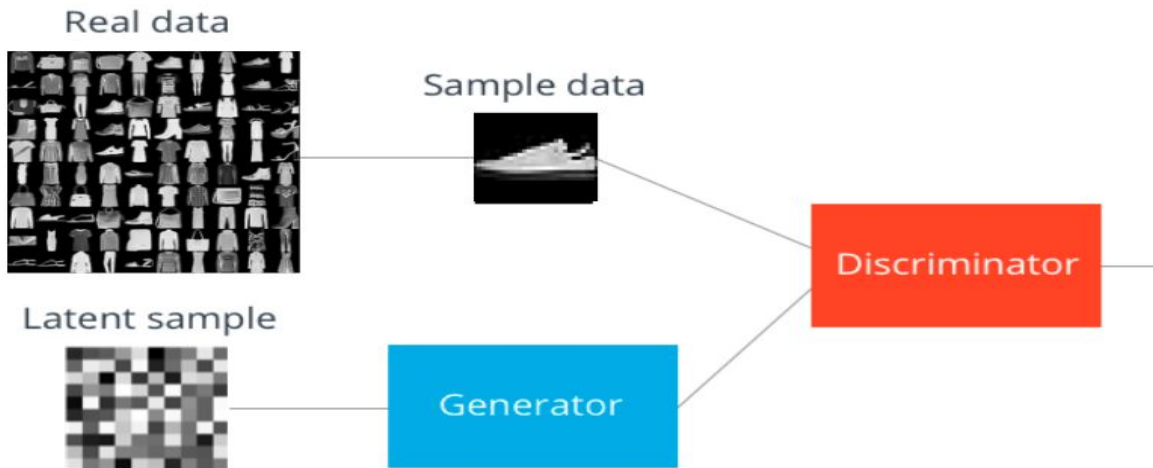 Real data
Sample data
Discriminator
Latent sample
Generator